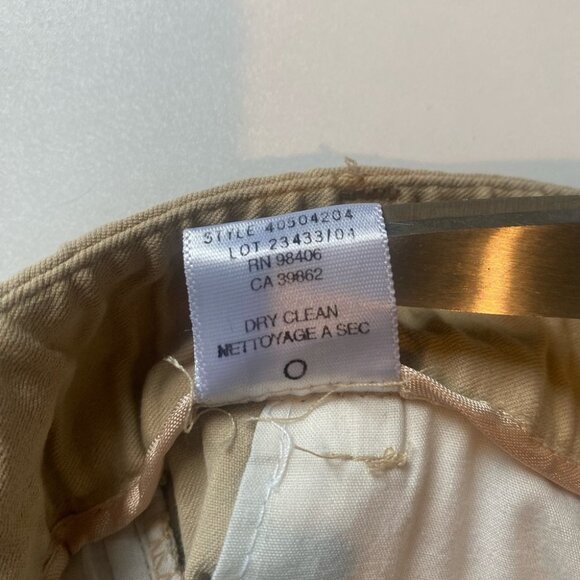 STYLE 40504204
LOT 23433/01
RN 98406
CA 39862
DRY CLEAN
NETTOYAGE A SEC